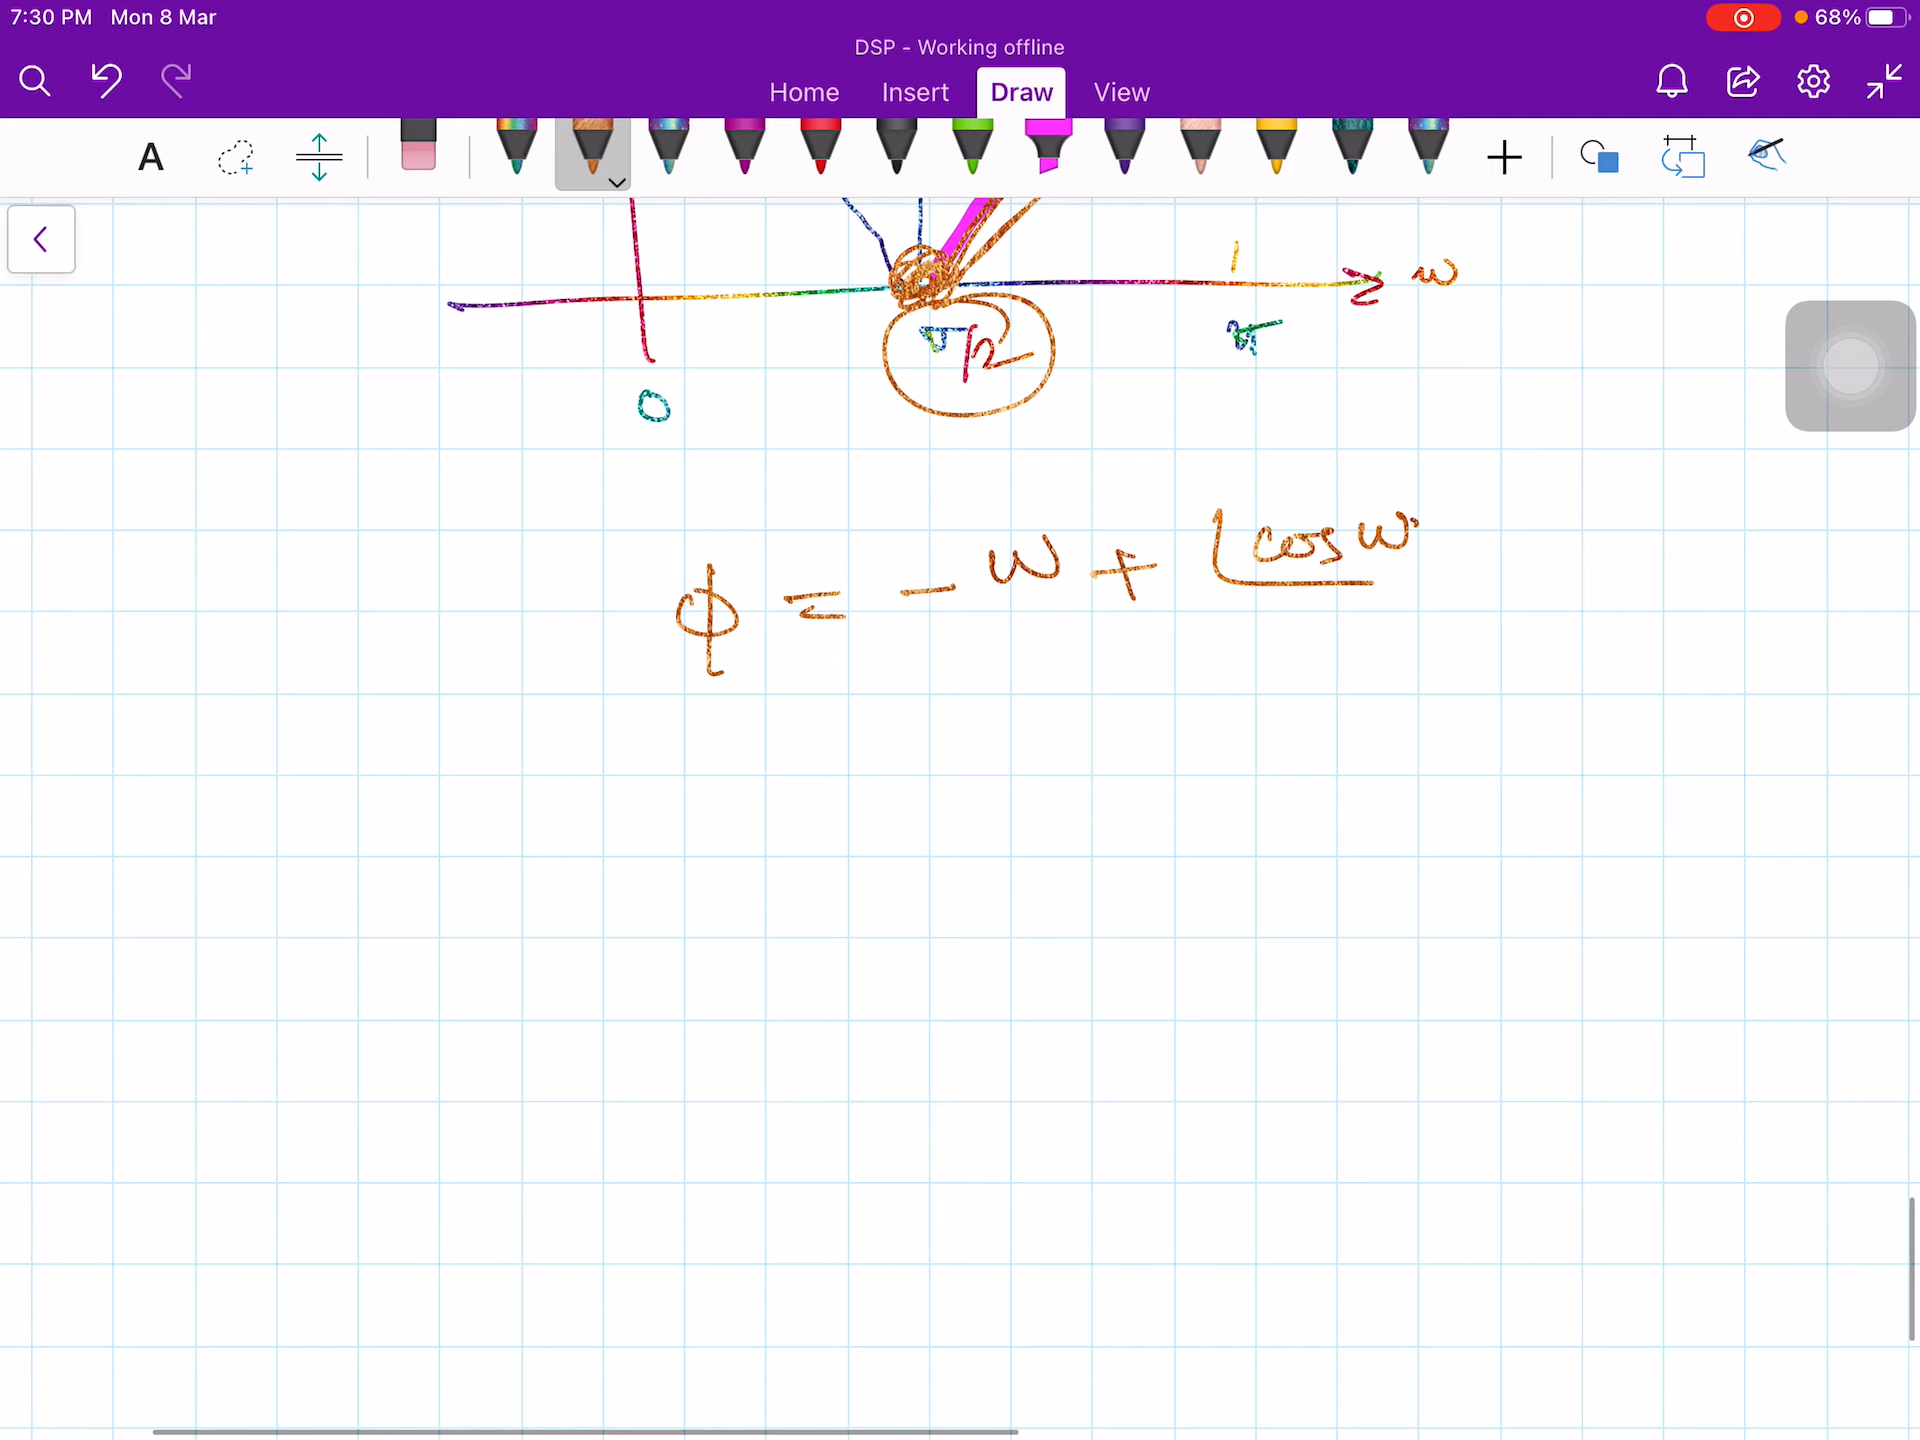 7:30 PM Mon 8 Mar 68%
DSP - Working offline
Home Insert Draw View
A
ω
π/2 π
0
ϕ = - ω + ∠cos ω